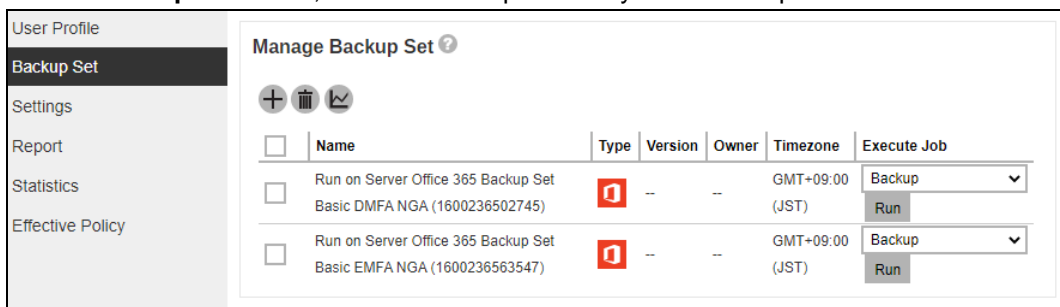 User Profile
Backup Set
Settings
Report
Statistics
Effective Policy
Manage Backup Set
Name Type Version Owner Timezone Execute Job
Run on Server Office 365 Backup Set
Basic DMFA NGA (1600236502745)
-- -- GMT+09:00
(JST)
Backup
Run
Run on Server Office 365 Backup Set
Basic EMFA NGA (1600236563547)
-- -- GMT+09:00
(JST)
Backup
Run